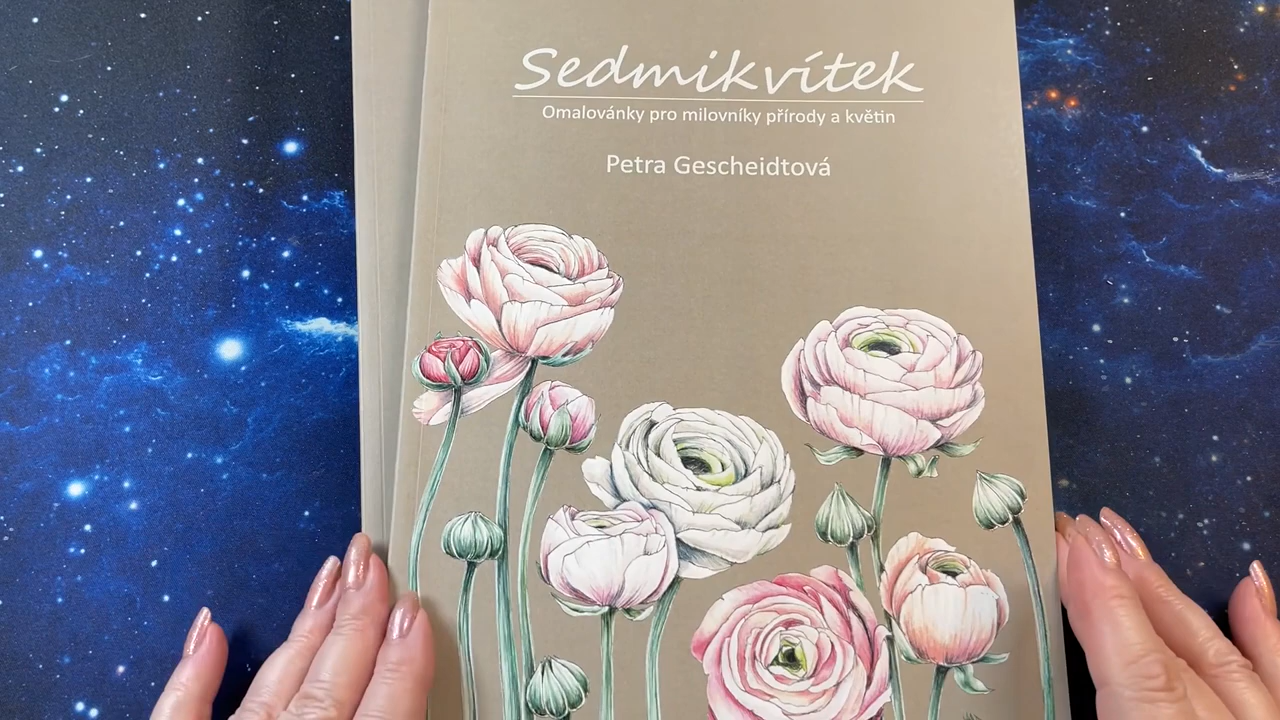 Sedmikvítek
Omalovánky pro milovníky přírody a květin
Petra Gescheidtová